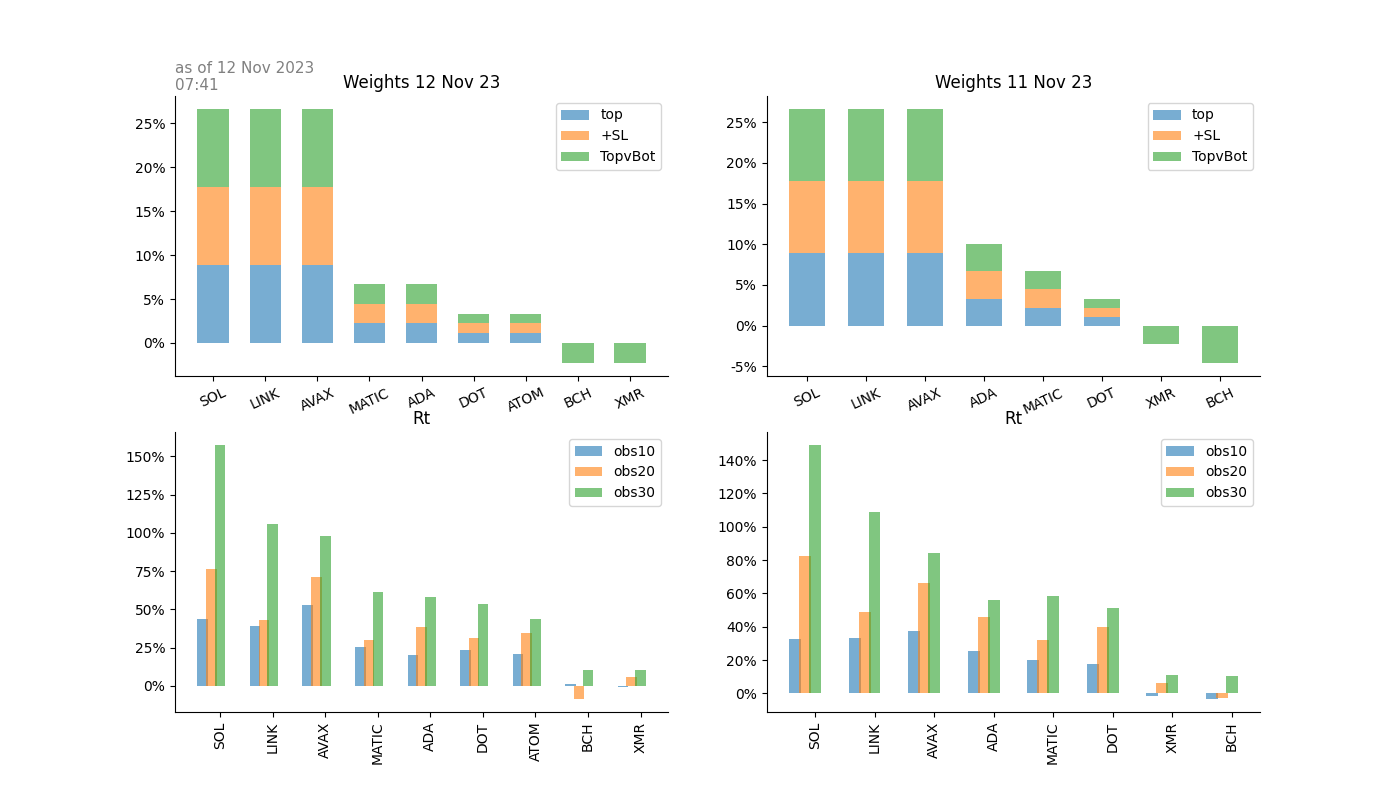 as of 12 Nov 2023
07:41
Weights 12 Nov 23
25%
20%
15%
10%
5%
0%
top
+SL
TopvBot
SOL LINK AVAX MATIC ADA DOT ATOM BCH XMR
Weights 11 Nov 23
25%
20%
15%
10%
5%
0%
-5%
top
+SL
TopvBot
SOL LINK AVAX ADA MATIC DOT XMR BCH
Rt
150%
125%
100%
75%
50%
25%
0%
obs10
obs20
obs30
SOL LINK AVAX MATIC ADA DOT ATOM BCH XMR
Rt
140%
120%
100%
80%
60%
40%
20%
0%
obs10
obs20
obs30
SOL LINK AVAX ADA MATIC DOT XMR BCH